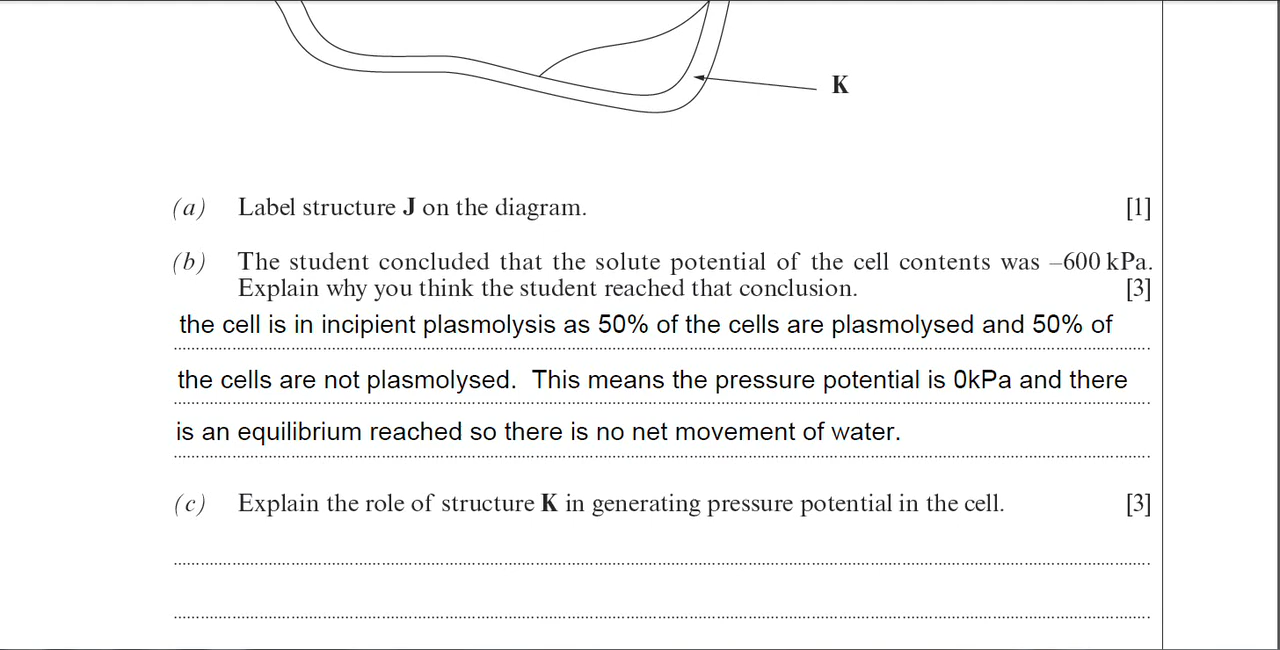 K
(a) Label structure J on the diagram. [1]
(b) The student concluded that the solute potential of the cell contents was –600 kPa.
Explain why you think the student reached that conclusion. [3]
the cell is in incipient plasmolysis as 50% of the cells are plasmolysed and 50% of
the cells are not plasmolysed. This means the pressure potential is 0kPa and there
is an equilibrium reached so there is no net movement of water.
(c) Explain the role of structure K in generating pressure potential in the cell. [3]